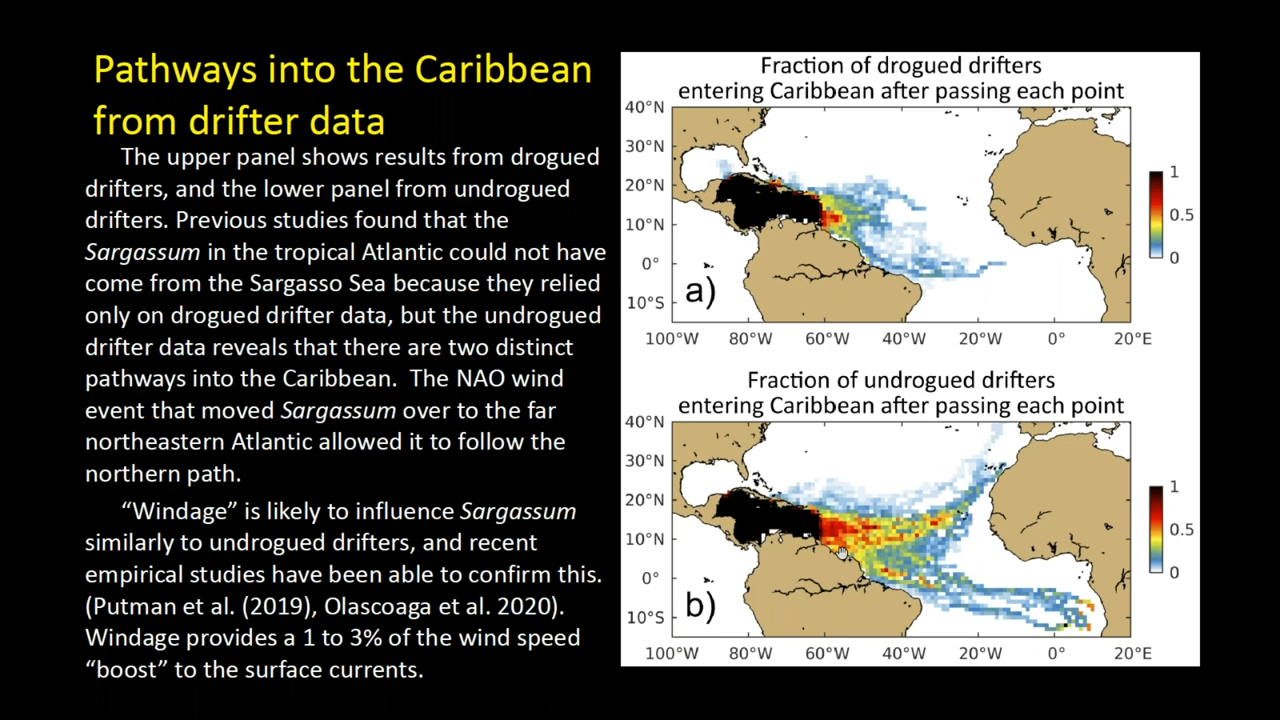 Pathways into the Caribbean
from drifter data
The upper panel shows results from drogued
drifters, and the lower panel from undrogued
drifters. Previous studies found that the
Sargassum in the tropical Atlantic could not have
come from the Sargasso Sea because they relied
only on drogued drifter data, but the undrogued
drifter data reveals that there are two distinct
pathways into the Caribbean.  The NAO wind
event that moved Sargassum over to the far
northeastern Atlantic allowed it to follow the
northern path.
“Windage” is likely to influence Sargassum
similarly to undrogued drifters, and recent
empirical studies have been able to confirm this.
(Putman et al. (2019), Olascoaga et al. 2020).
Windage provides a 1 to 3% of the wind speed
“boost” to the surface currents.
Fraction of drogued drifters
entering Caribbean after passing each point
40°N
30°N
20°N
10°N
0°
10°S
a)
100°W 80°W 60°W 40°W 20°W 0° 20°E
1
0.5
0
Fraction of undrogued drifters
entering Caribbean after passing each point
40°N
30°N
20°N
10°N
0°
10°S
b)
100°W 80°W 60°W 40°W 20°W 0° 20°E
1
0.5
0